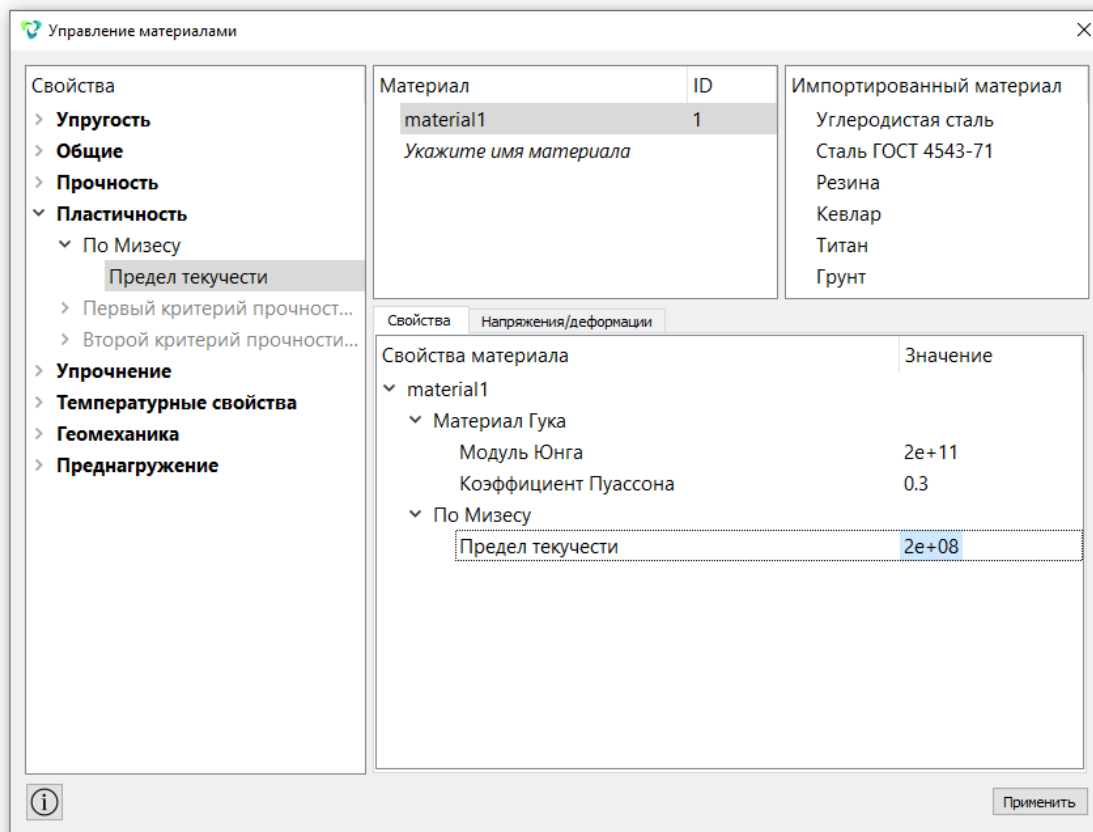 Управление материалами
Свойства
Упругость
Общие
Прочность
Пластичность
По Мизесу
Предел текучести
Первый критерий прочност...
Второй критерий прочности...
Упрочнение
Температурные свойства
Геомеханика
Преднагружение
Материал ID
material1 1
Укажите имя материала
Импортированный материал
Углеродистая сталь
Сталь ГОСТ 4543-71
Резина
Кевлар
Титан
Грунт
Свойства Напряжения/деформации
Свойства материала Значение
material1
Материал Гука
Модуль Юнга 2e+11
Коэффициент Пуассона 0.3
По Мизесу
Предел текучести 2e+08
Применить